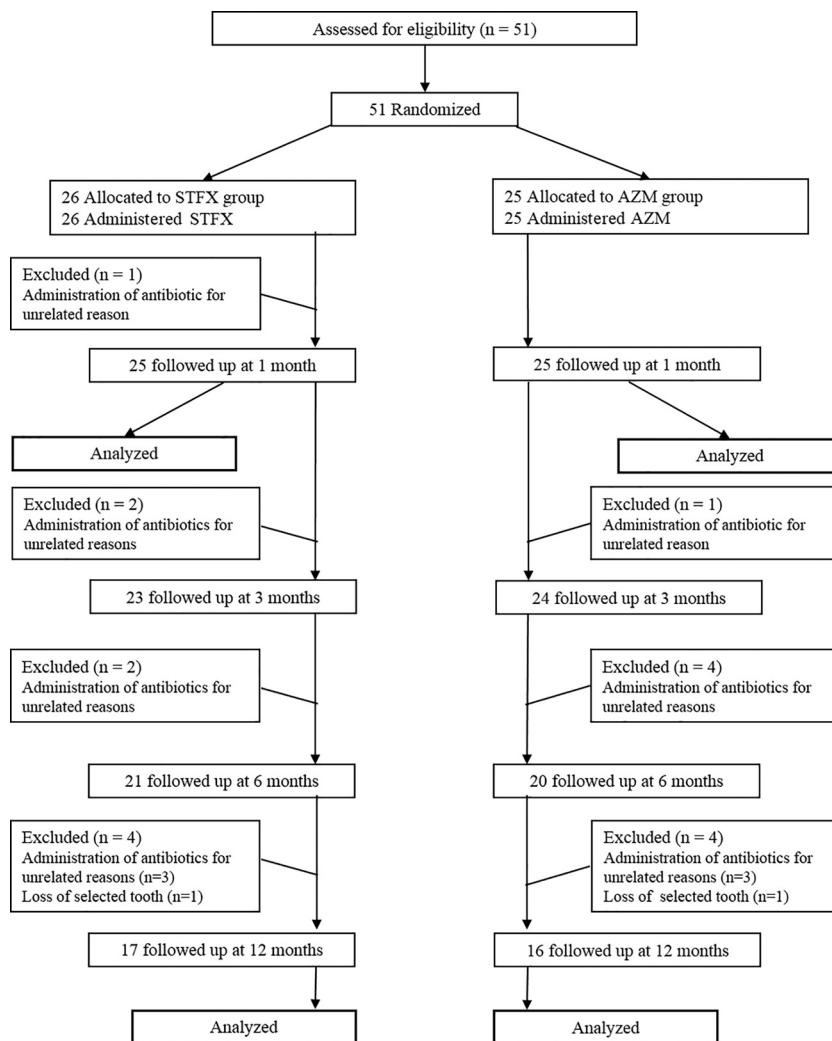 Assessed for eligibility (n = 51)
51 Randomized
26 Allocated to STFX group
26 Administered STFX
25 Allocated to AZM group
25 Administered AZM
Excluded (n = 1)
Administration of antibiotic for
unrelated reason
25 followed up at 1 month
25 followed up at 1 month
Analyzed
Analyzed
Excluded (n = 2)
Administration of antibiotics for
unrelated reasons
Excluded (n = 1)
Administration of antibiotic for
unrelated reason
23 followed up at 3 months
24 followed up at 3 months
Excluded (n = 2)
Administration of antibiotics for
unrelated reasons
Excluded (n = 4)
Administration of antibiotics for
unrelated reasons
21 followed up at 6 months
20 followed up at 6 months
Excluded (n = 4)
Administration of antibiotics for
unrelated reasons (n=3)
Loss of selected tooth (n=1)
Excluded (n = 4)
Administration of antibiotics for
unrelated reasons (n=3)
Loss of selected tooth (n=1)
17 followed up at 12 months
16 followed up at 12 months
Analyzed
Analyzed